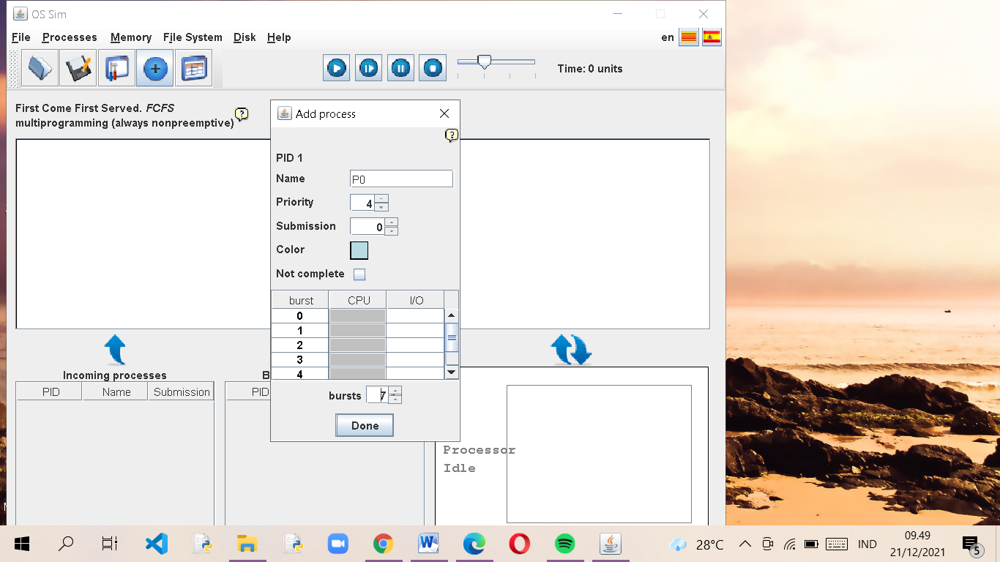 OS Sim
File Processes Memory File System Disk Help en
Time: 0 units
First Come First Served. FCFS
multiprogramming (always nonpreemptive)
?
Add process
?
PID 1
Name P0
Priority 4
Submission 0
Color
Not complete
burst CPU I/O
0
1
2
3
4
bursts 7
Done
Incoming processes
PID Name Submission
B
PID
Processor
Idle
28°C IND 09.49
21/12/2021
5